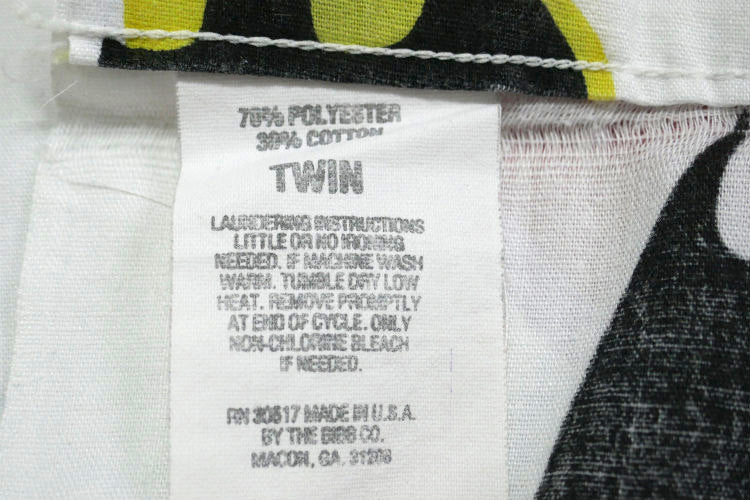 70% POLYESTER
30% COTTON
TWIN
LAUNDERING INSTRUCTIONS
LITTLE OR NO IRONING
NEEDED. IF MACHINE WASH
WARM. TUMBLE DRY LOW
HEAT. REMOVE PROMPTLY
AT END OF CYCLE. ONLY
NON-CHLORINE BLEACH
IF NEEDED.
RN 30517 MADE IN U.S.A.
BY THE BIBB CO.
MACON, GA. 31208